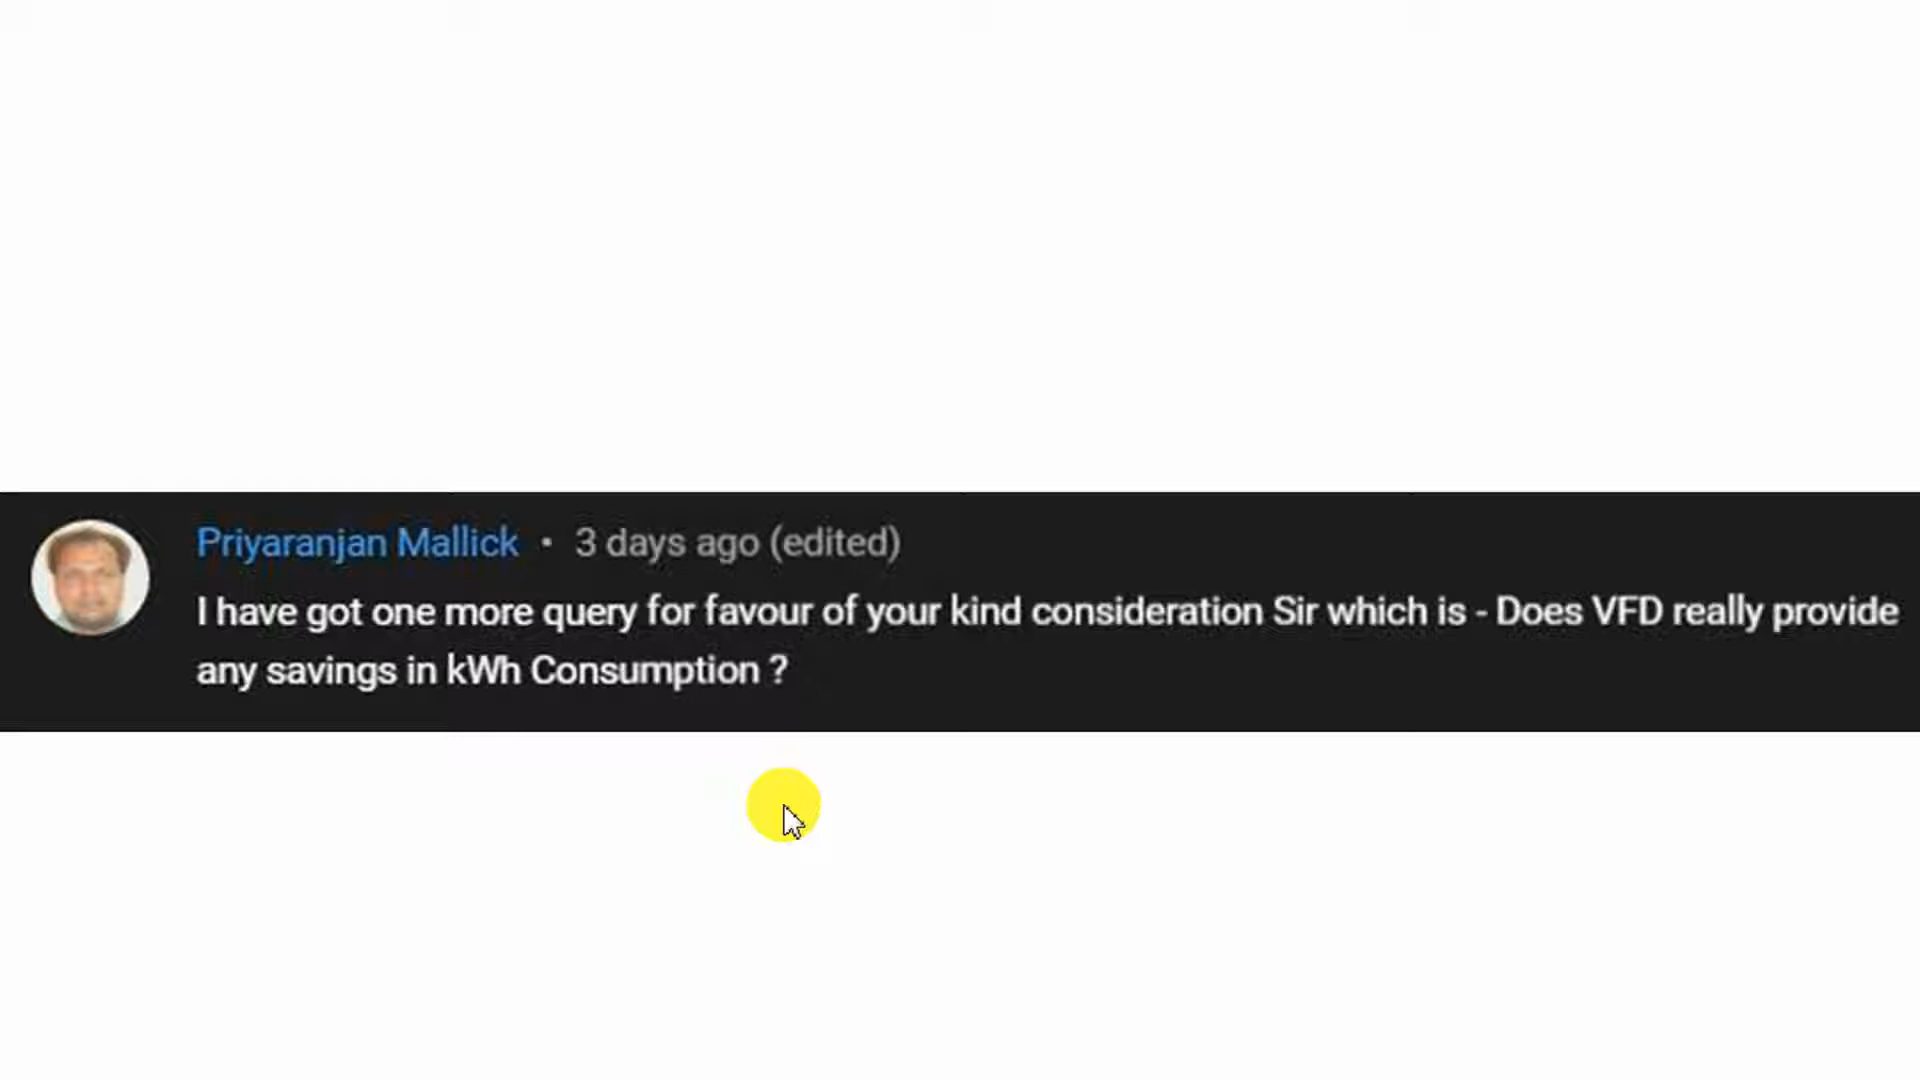 Priyaranjan Mallick • 3 days ago (edited)
I have got one more query for favour of your kind consideration Sir which is - Does VFD really provide
any savings in kWh Consumption ?